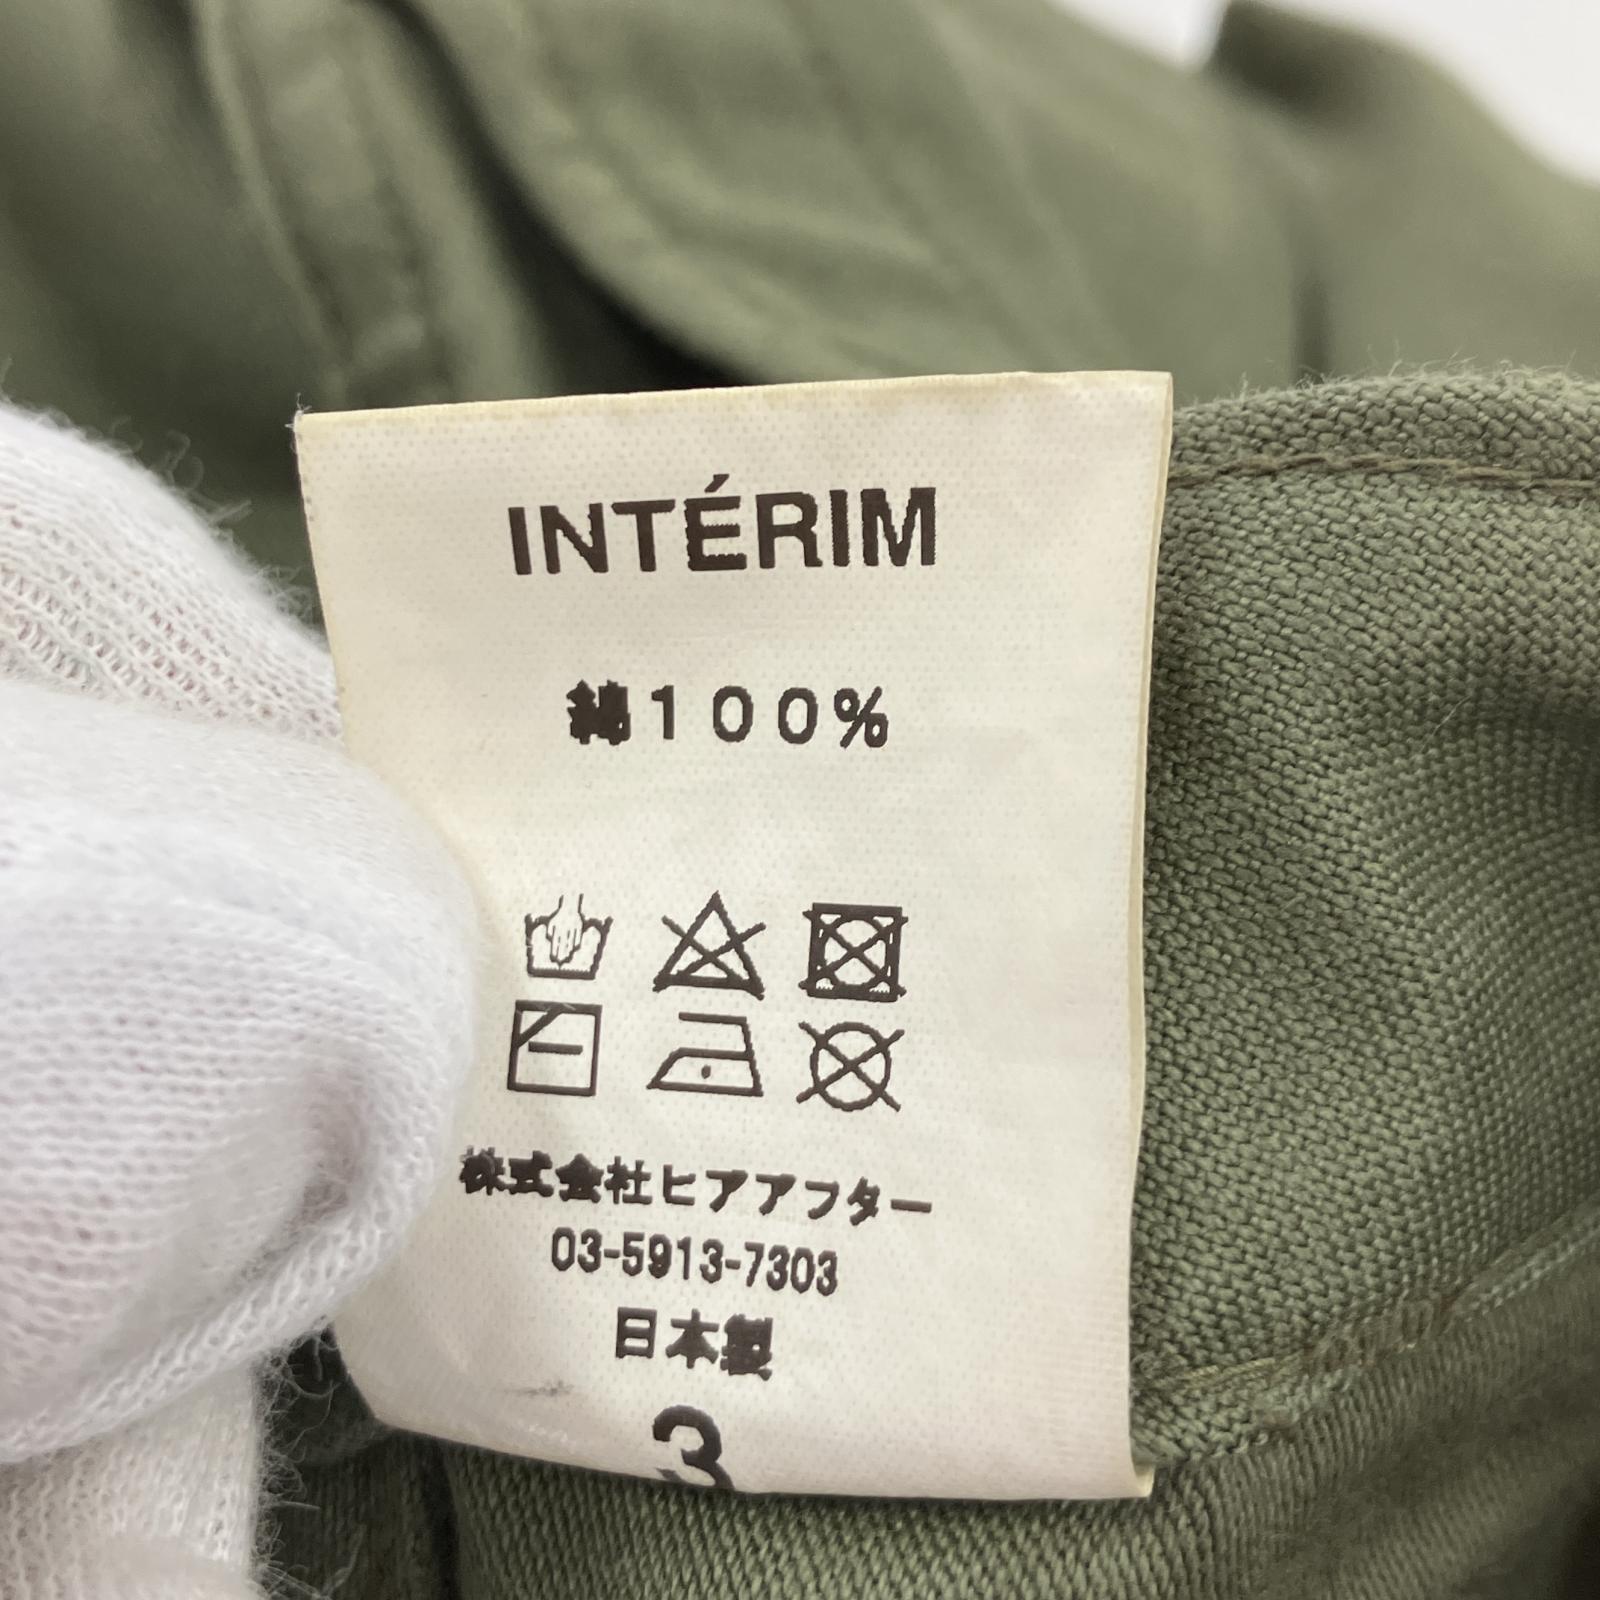 INTÉRIM
綿100%
株式会社ヒアアフター
03-5913-7303
日本製
3